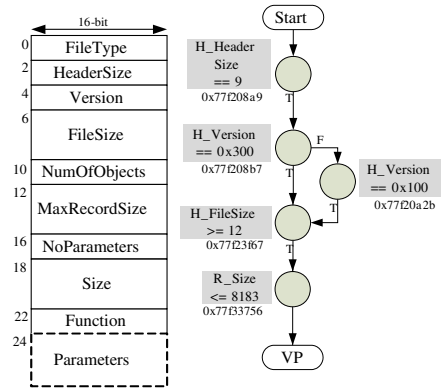 16-bit
0
FileType
2
HeaderSize
4
Version
6
FileSize
10
NumOfObjects
12
MaxRecordSize
16
NoParameters
18
Size
22
Function
24
Parameters
Start
H_Header
Size
== 9
0x77f208a9
T
H_Version
== 0x300
0x77f208b7
F
T
H_Version
== 0x100
0x77f20a2b
T
H_FileSize
>= 12
0x77f23f67
T
R_Size
<= 8183
0x77f33756
VP